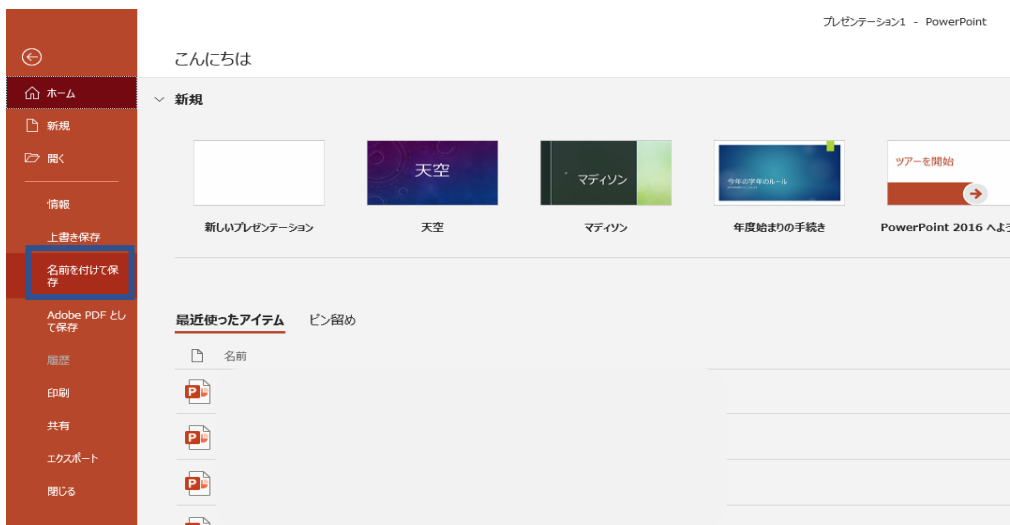 プレゼンテーション1 - PowerPoint
こんにちは
ホーム
新規
開く
情報
上書き保存
名前を付けて保
存
Adobe PDF とし
て保存
履歴
印刷
共有
エクスポート
閉じる
新規
天空
マディソン
今年の学年のルール
ツアーを開始
新しいプレゼンテーション
天空
マディソン
年度始まりの手続き
PowerPoint 2016 へよ
最近使ったアイテム
ピン留め
名前
P
P
P